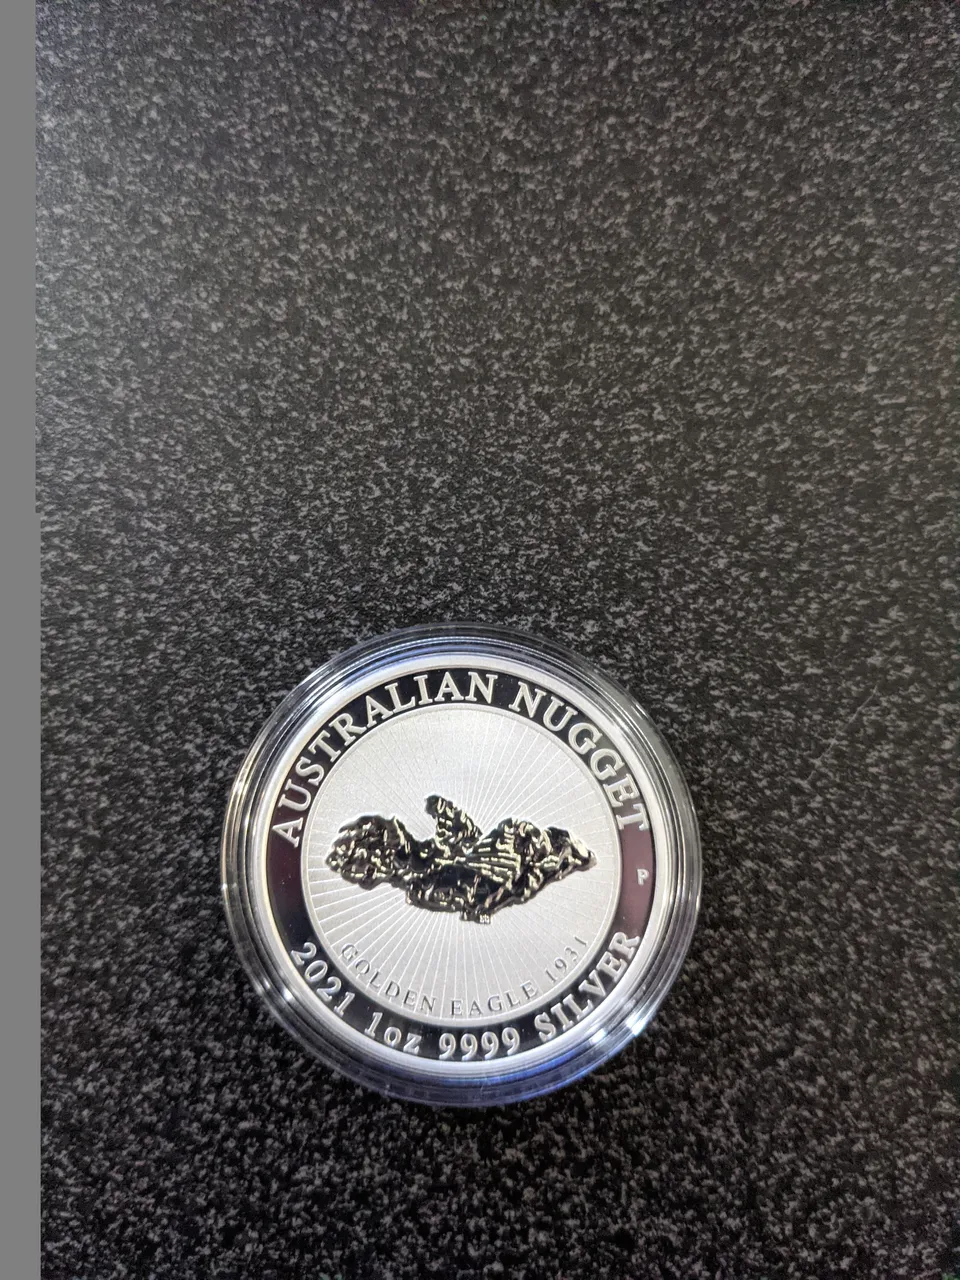 AUSTRALIAN NUGGET
P
GOLDEN EAGLE 1931
2021 1oz 9999 SILVER